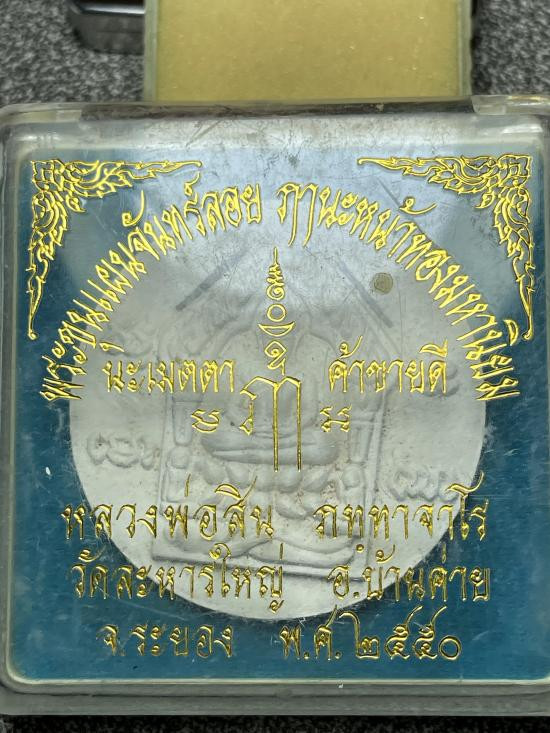 พระขุนแผนจันทร์ลอย ภานะหน้าทองมหานิยม
นะเมตตา ค้าขายดี
หลวงพ่อสิน ภทฺทาจาโร
วัดละหารใหญ่ อ.บ้านค่าย
จ.ระยอง พ.ศ.๒๕๕๐